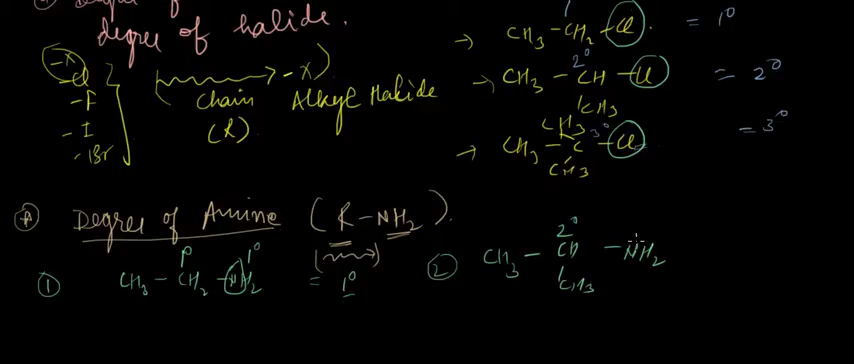 degree of halide.
-X
-Cl
-F
-I
-Br
Chain
(R)
-X
Alkyl Halide
→ CH3 - CH2 - Cl = 1°
→ CH3 - CH - Cl = 2°
2°
CH3
CH3
→ CH3 - C - Cl = 3°
3°
CH3
Degree of Amine (R-NH2).
① CH3 - CH2 - NH2 = 1°
1°
② CH3 - CH - NH2
2°
CH3